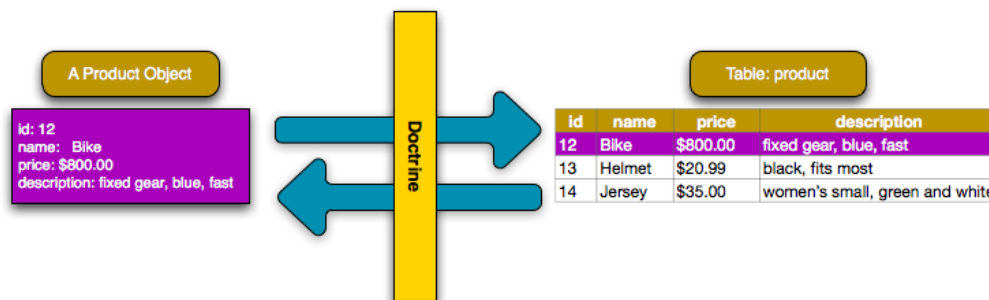 A Product Object
id: 12
name: Bike
price: $800.00
description: fixed gear, blue, fast
Doctrine
Table: product
id name price description
12 Bike $800.00 fixed gear, blue, fast
13 Helmet $20.99 black, fits most
14 Jersey $35.00 women's small, green and white